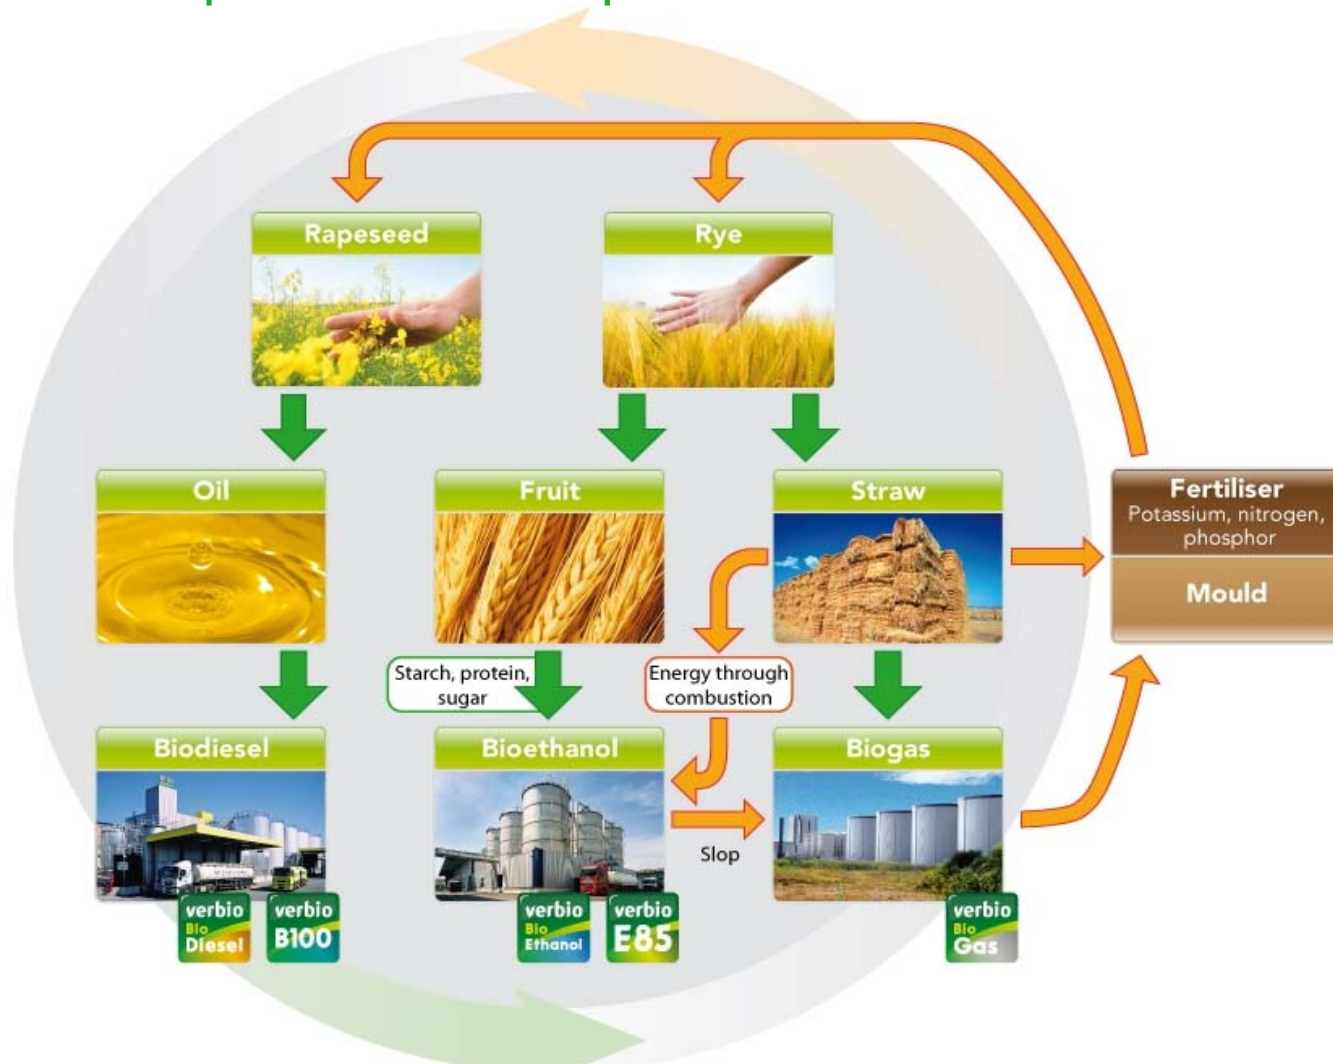 Rapeseed
Rye
Oil
Fruit
Straw
Fertiliser
Potassium, nitrogen,
phosphor
Mould
Starch, protein,
sugar
Energy through
combustion
Biodiesel
Bioethanol
Biogas
Slop
verbio
Bio
Diesel
verbio
B100
verbio
Bio
Ethanol
verbio
E85
verbio
Bio
Gas